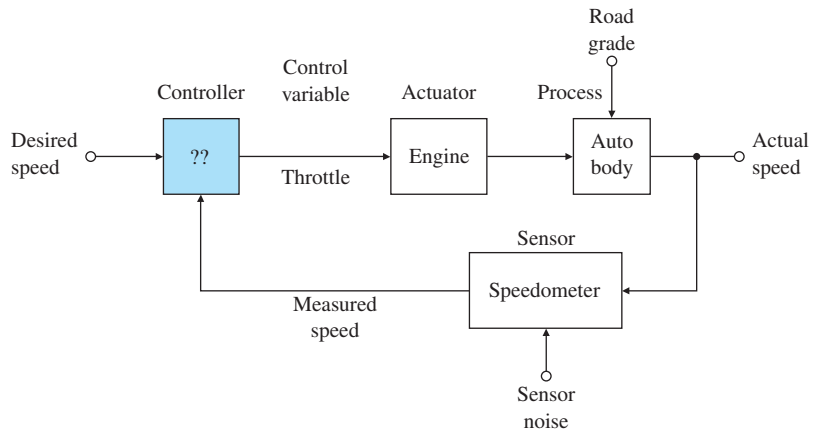 Road
grade
Control
variable
Controller
Actuator
Process
Desired
speed
??
Throttle
Engine
Auto
body
Actual
speed
Sensor
Speedometer
Measured
speed
Sensor
noise